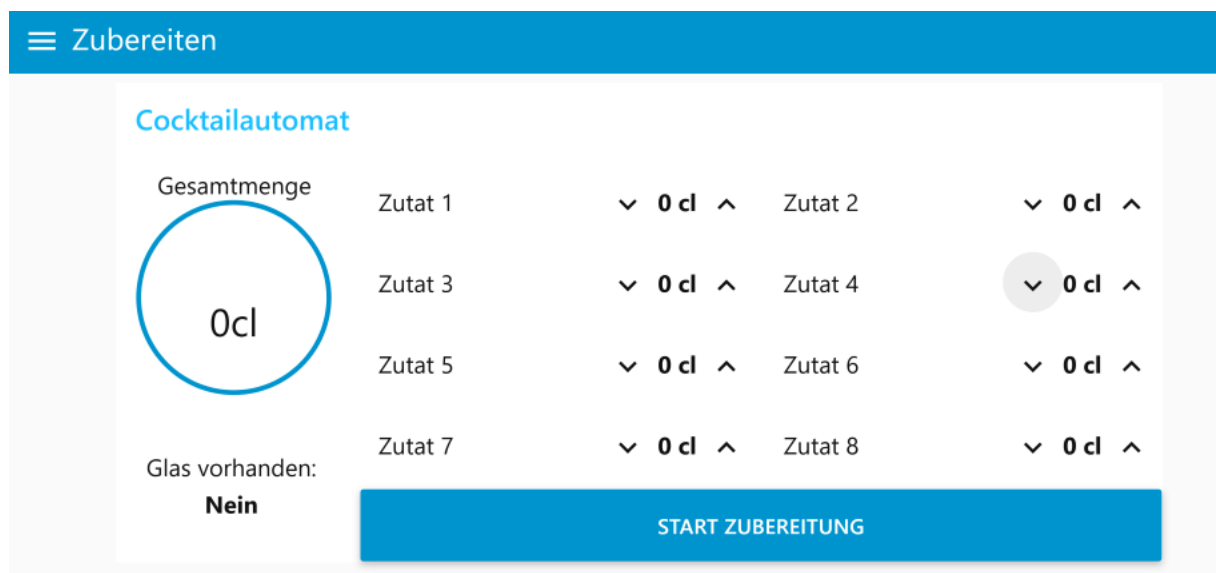 Zubereiten
Cocktailautomat
Gesamtmenge
0cl
Glas vorhanden:
Nein
Zutat 1 0 cl Zutat 2 0 cl
Zutat 3 0 cl Zutat 4 0 cl
Zutat 5 0 cl Zutat 6 0 cl
Zutat 7 0 cl Zutat 8 0 cl
START ZUBEREITUNG